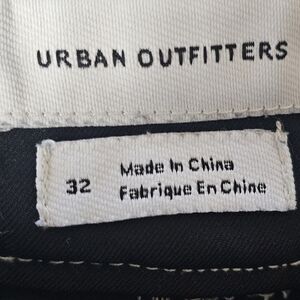 URBAN OUTFITTERS
32
Made In China
Fabrique En Chine